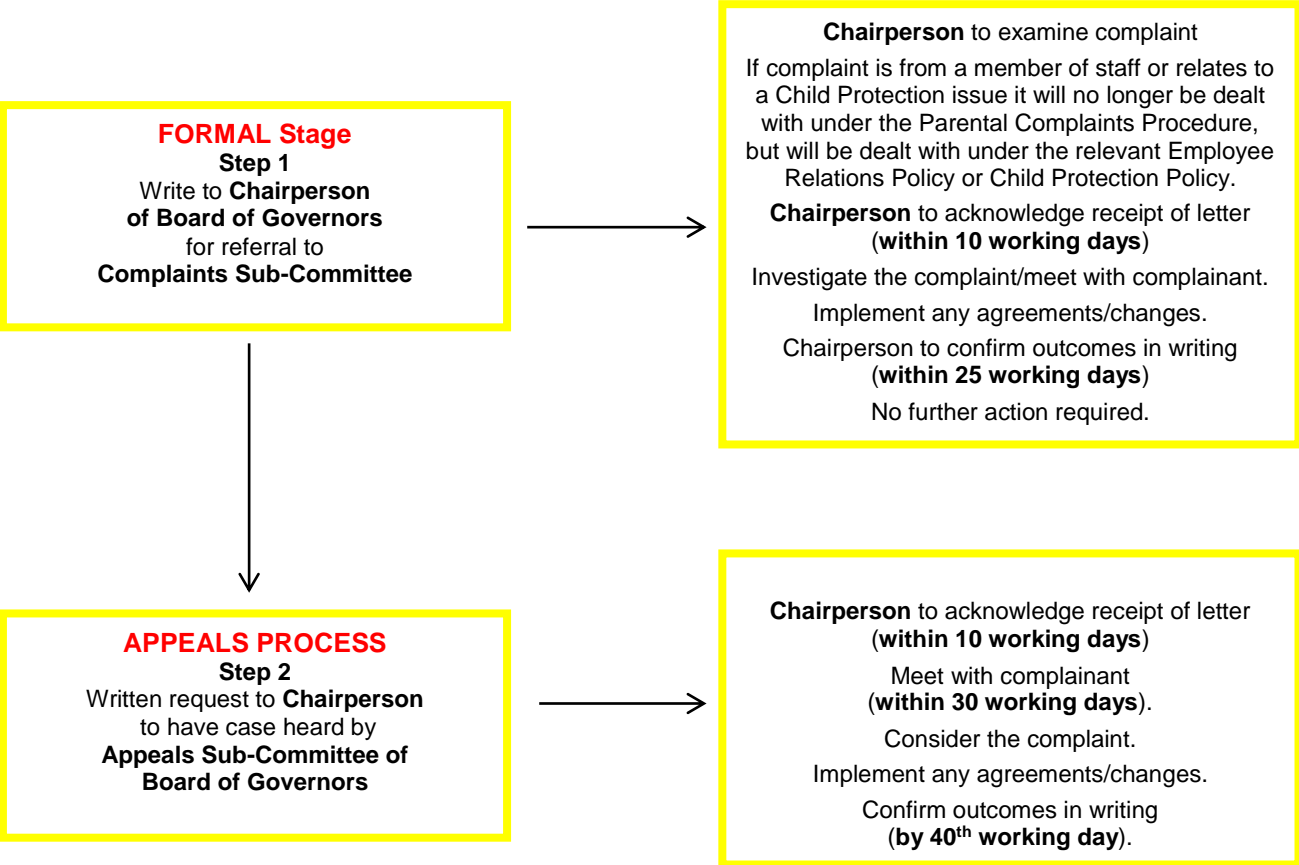 FORMAL Stage
Step 1
Write to Chairperson
of Board of Governors
for referral to
Complaints Sub-Committee
Chairperson to examine complaint
If complaint is from a member of staff or relates to
a Child Protection issue it will no longer be dealt
with under the Parental Complaints Procedure,
but will be dealt with under the relevant Employee
Relations Policy or Child Protection Policy.
Chairperson to acknowledge receipt of letter
(within 10 working days)
Investigate the complaint/meet with complainant.
Implement any agreements/changes.
Chairperson to confirm outcomes in writing
(within 25 working days)
No further action required.
APPEALS PROCESS
Step 2
Written request to Chairperson
to have case heard by
Appeals Sub-Committee of
Board of Governors
Chairperson to acknowledge receipt of letter
(within 10 working days)
Meet with complainant
(within 30 working days).
Consider the complaint.
Implement any agreements/changes.
Confirm outcomes in writing
(by 40th working day).